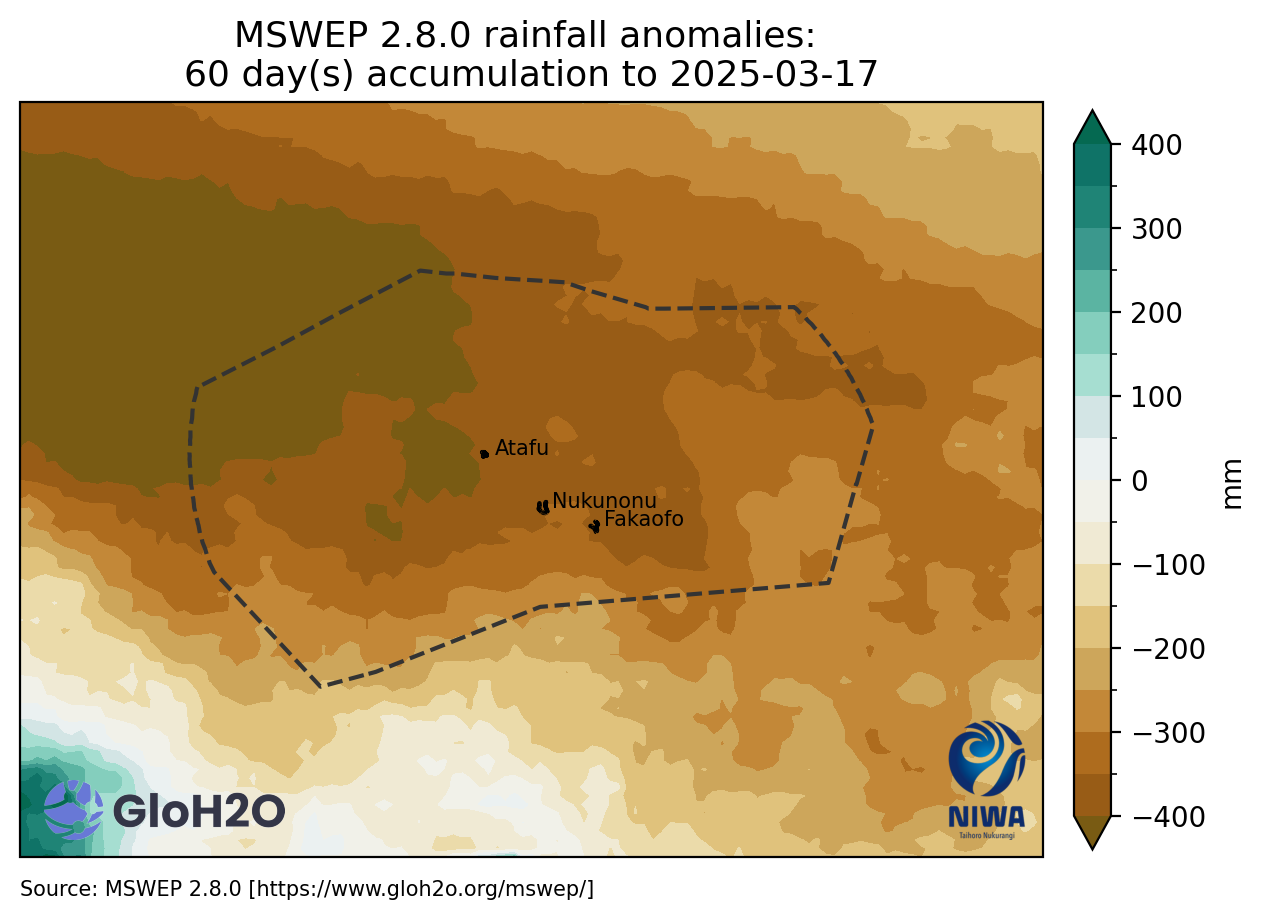 MSWEP 2.8.0 rainfall anomalies:
60 day(s) accumulation to 2025-03-17
400
300
200
100
0
−100
−200
−300
−400
mm
Atafu
Nukunonu
Fakaofo
GloH2O
NIWA
Taihoro Nukurangi
Source: MSWEP 2.8.0 [https://www.gloh2o.org/mswep/]